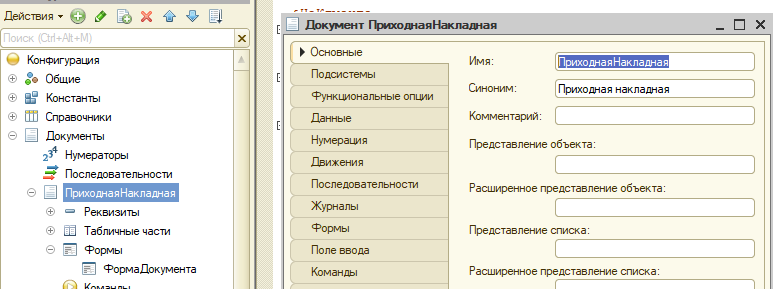 Действия
Поиск (Ctrl+Alt+M)
Конфигурация
Общие
Константы
Справочники
Документы
Нумераторы
Последовательности
ПриходнаяНакладная
Реквизиты
Табличные части
Формы
ФормаДокумента
Команды
Документ ПриходнаяНакладная
Основные
Подсистемы
Функциональные опции
Данные
Нумерация
Движения
Последовательности
Журналы
Формы
Поле ввода
Команды
Имя: ПриходнаяНакладная
Синоним: Приходная накладная
Комментарий:
Представление объекта:
Расширенное представление объекта:
Представление списка:
Расширенное представление списка: